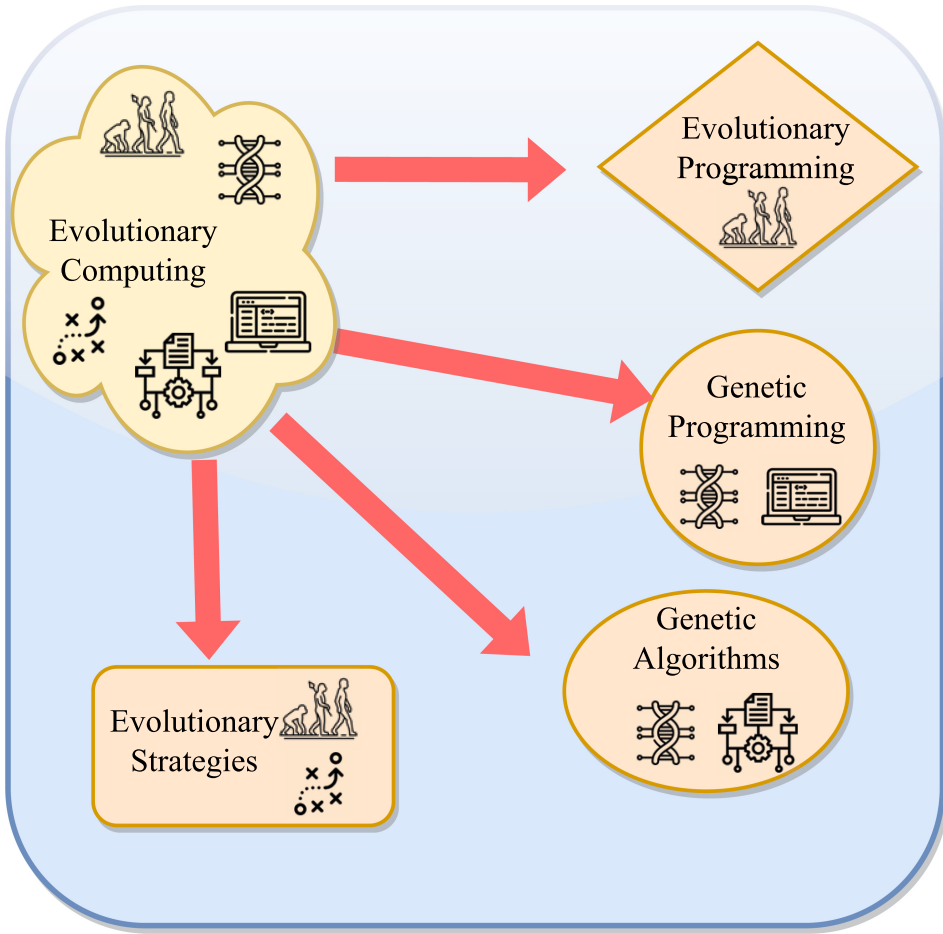 Evolutionary
Computing
Evolutionary
Programming
Genetic
Programming
Genetic
Algorithms
Evolutionary
Strategies